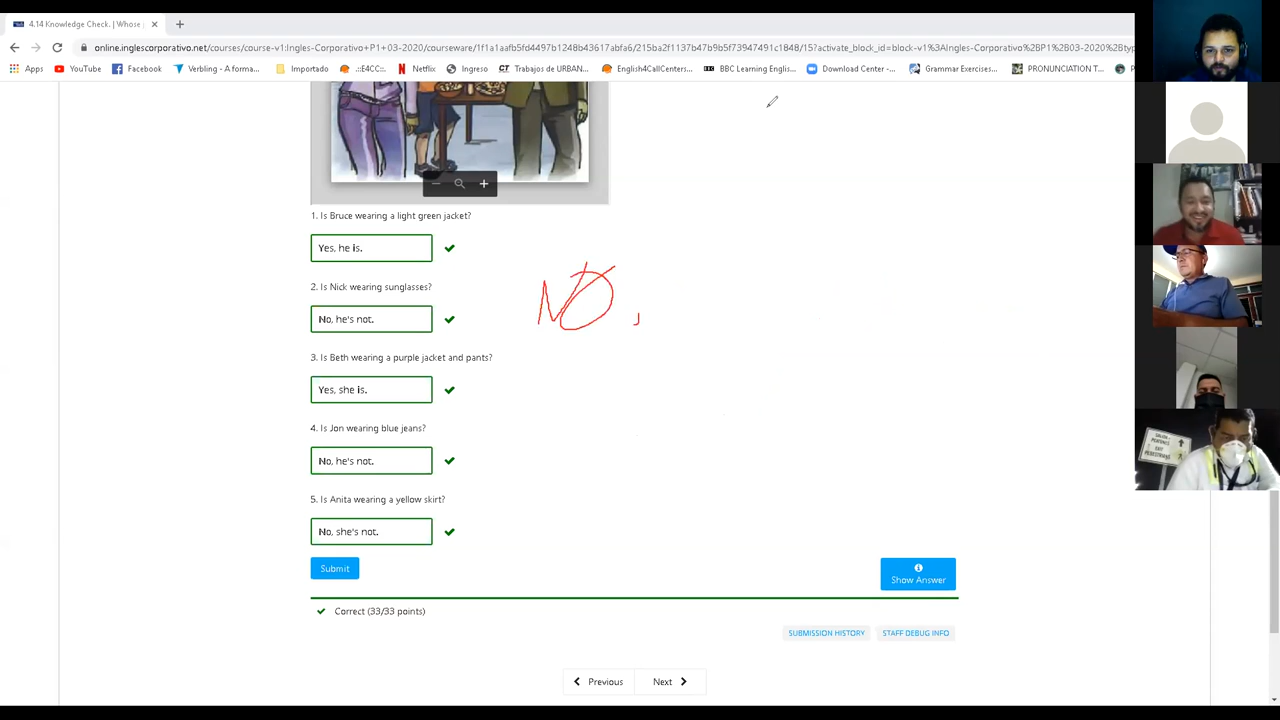 4.14 Knowledge Check. | Whose
online.inglescorporativo.net/courses/course-v1:Ingles-Corporativo+P1+03-2020/courseware/1f1a1aafb5fd4497b1248b43617abfa6/215ba2f1137b47b9b5f73947491c1848/15?activate_block_id=block-v1%3AIngles-Corporativo%2BP1%2B03-2020%2Btyp
Apps
YouTube
Facebook
Verbling - A forma...
Importado
.::E4CC::.
Netflix
Ingreso
CT Trabajos de URBAN...
English4CallCenters...
BBC Learning English...
Download Center -...
Grammar Exercises...
PRONUNCIATION T...
1. Is Bruce wearing a light green jacket?
Yes, he is.
2. Is Nick wearing sunglasses?
No, he's not.
NO,
3. Is Beth wearing a purple jacket and pants?
Yes, she is.
4. Is Jon wearing blue jeans?
No, he's not.
5. Is Anita wearing a yellow skirt?
No, she's not.
Submit
Show Answer
Correct (33/33 points)
SUBMISSION HISTORY
STAFF DEBUG INFO
Previous
Next